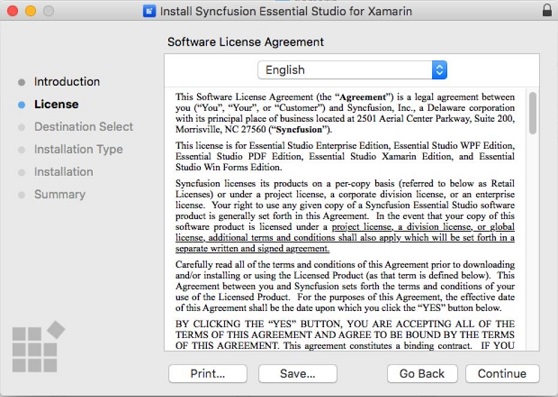 Install Syncfusion Essential Studio for Xamarin
Software License Agreement
English
Introduction
License
Destination Select
Installation Type
Installation
Summary
This Software License Agreement (the “Agreement”) is a legal agreement between
you (“You”, “Your”, or “Customer”) and Syncfusion, Inc., a Delaware corporation
with its principal place of business located at 2501 Aerial Center Parkway, Suite 200,
Morrisville, NC 27560 (“Syncfusion”).
This license is for Essential Studio Enterprise Edition, Essential Studio WPF Edition,
Essential Studio PDF Edition, Essential Studio Xamarin Edition, and Essential
Studio Win Forms Edition.
Syncfusion licenses its products on a per-copy basis (referred to below as Retail
Licenses) or under a project license, a corporate division license, or an enterprise
license. Your right to use any given copy of a Syncfusion Essential Studio software
product is generally set forth in this Agreement. In the event that your copy of this
software product is licensed under a project license, a division license, or global
license, additional terms and conditions shall also apply which will be set forth in a
separate written and signed agreement.
Carefully read all of the terms and conditions of this Agreement prior to downloading
and/or installing or using the Licensed Product (as that term is defined below). This
Agreement between you and Syncfusion sets forth the terms and conditions of your
use of the Licensed Product. For the purposes of this Agreement, the effective date
of this Agreement shall be the date upon which you click the “YES” button below.
BY CLICKING THE “YES” BUTTON, YOU ARE ACCEPTING ALL OF THE
TERMS OF THIS AGREEMENT AND AGREE TO BE BOUND BY THE TERMS
OF THIS AGREEMENT. This agreement constitutes a binding contract. IF YOU
Print...
Save...
Go Back
Continue